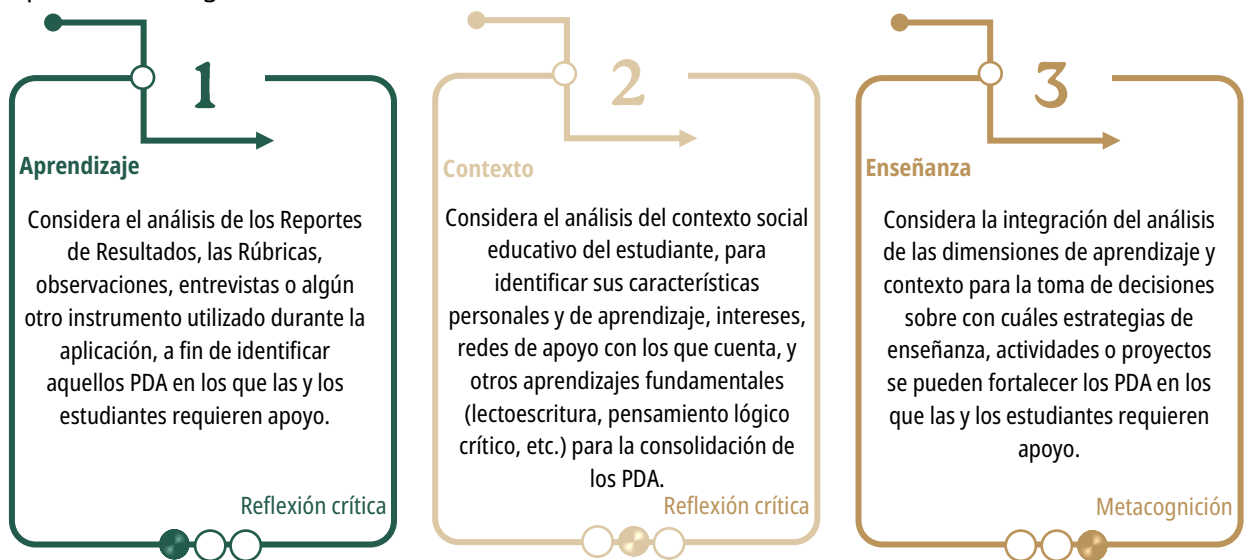 1
Aprendizaje
Considera el análisis de los Reportes
de Resultados, las Rúbricas,
observaciones, entrevistas o algún
otro instrumento utilizado durante la
aplicación, a fin de identificar
aquellos PDA en los que las y los
estudiantes requieren apoyo.
Reflexión crítica
2
Contexto
Considera el análisis del contexto social
educativo del estudiante, para
identificar sus características
personales y de aprendizaje, intereses,
redes de apoyo con los que cuenta, y
otros aprendizajes fundamentales
(lectoescritura, pensamiento lógico
crítico, etc.) para la consolidación de
los PDA.
Reflexión crítica
3
Enseñanza
Considera la integración del análisis
de las dimensiones de aprendizaje y
contexto para la toma de decisiones
sobre con cuáles estrategias de
enseñanza, actividades o proyectos
se pueden fortalecer los PDA en los
que las y los estudiantes requieren
apoyo.
Metacognición